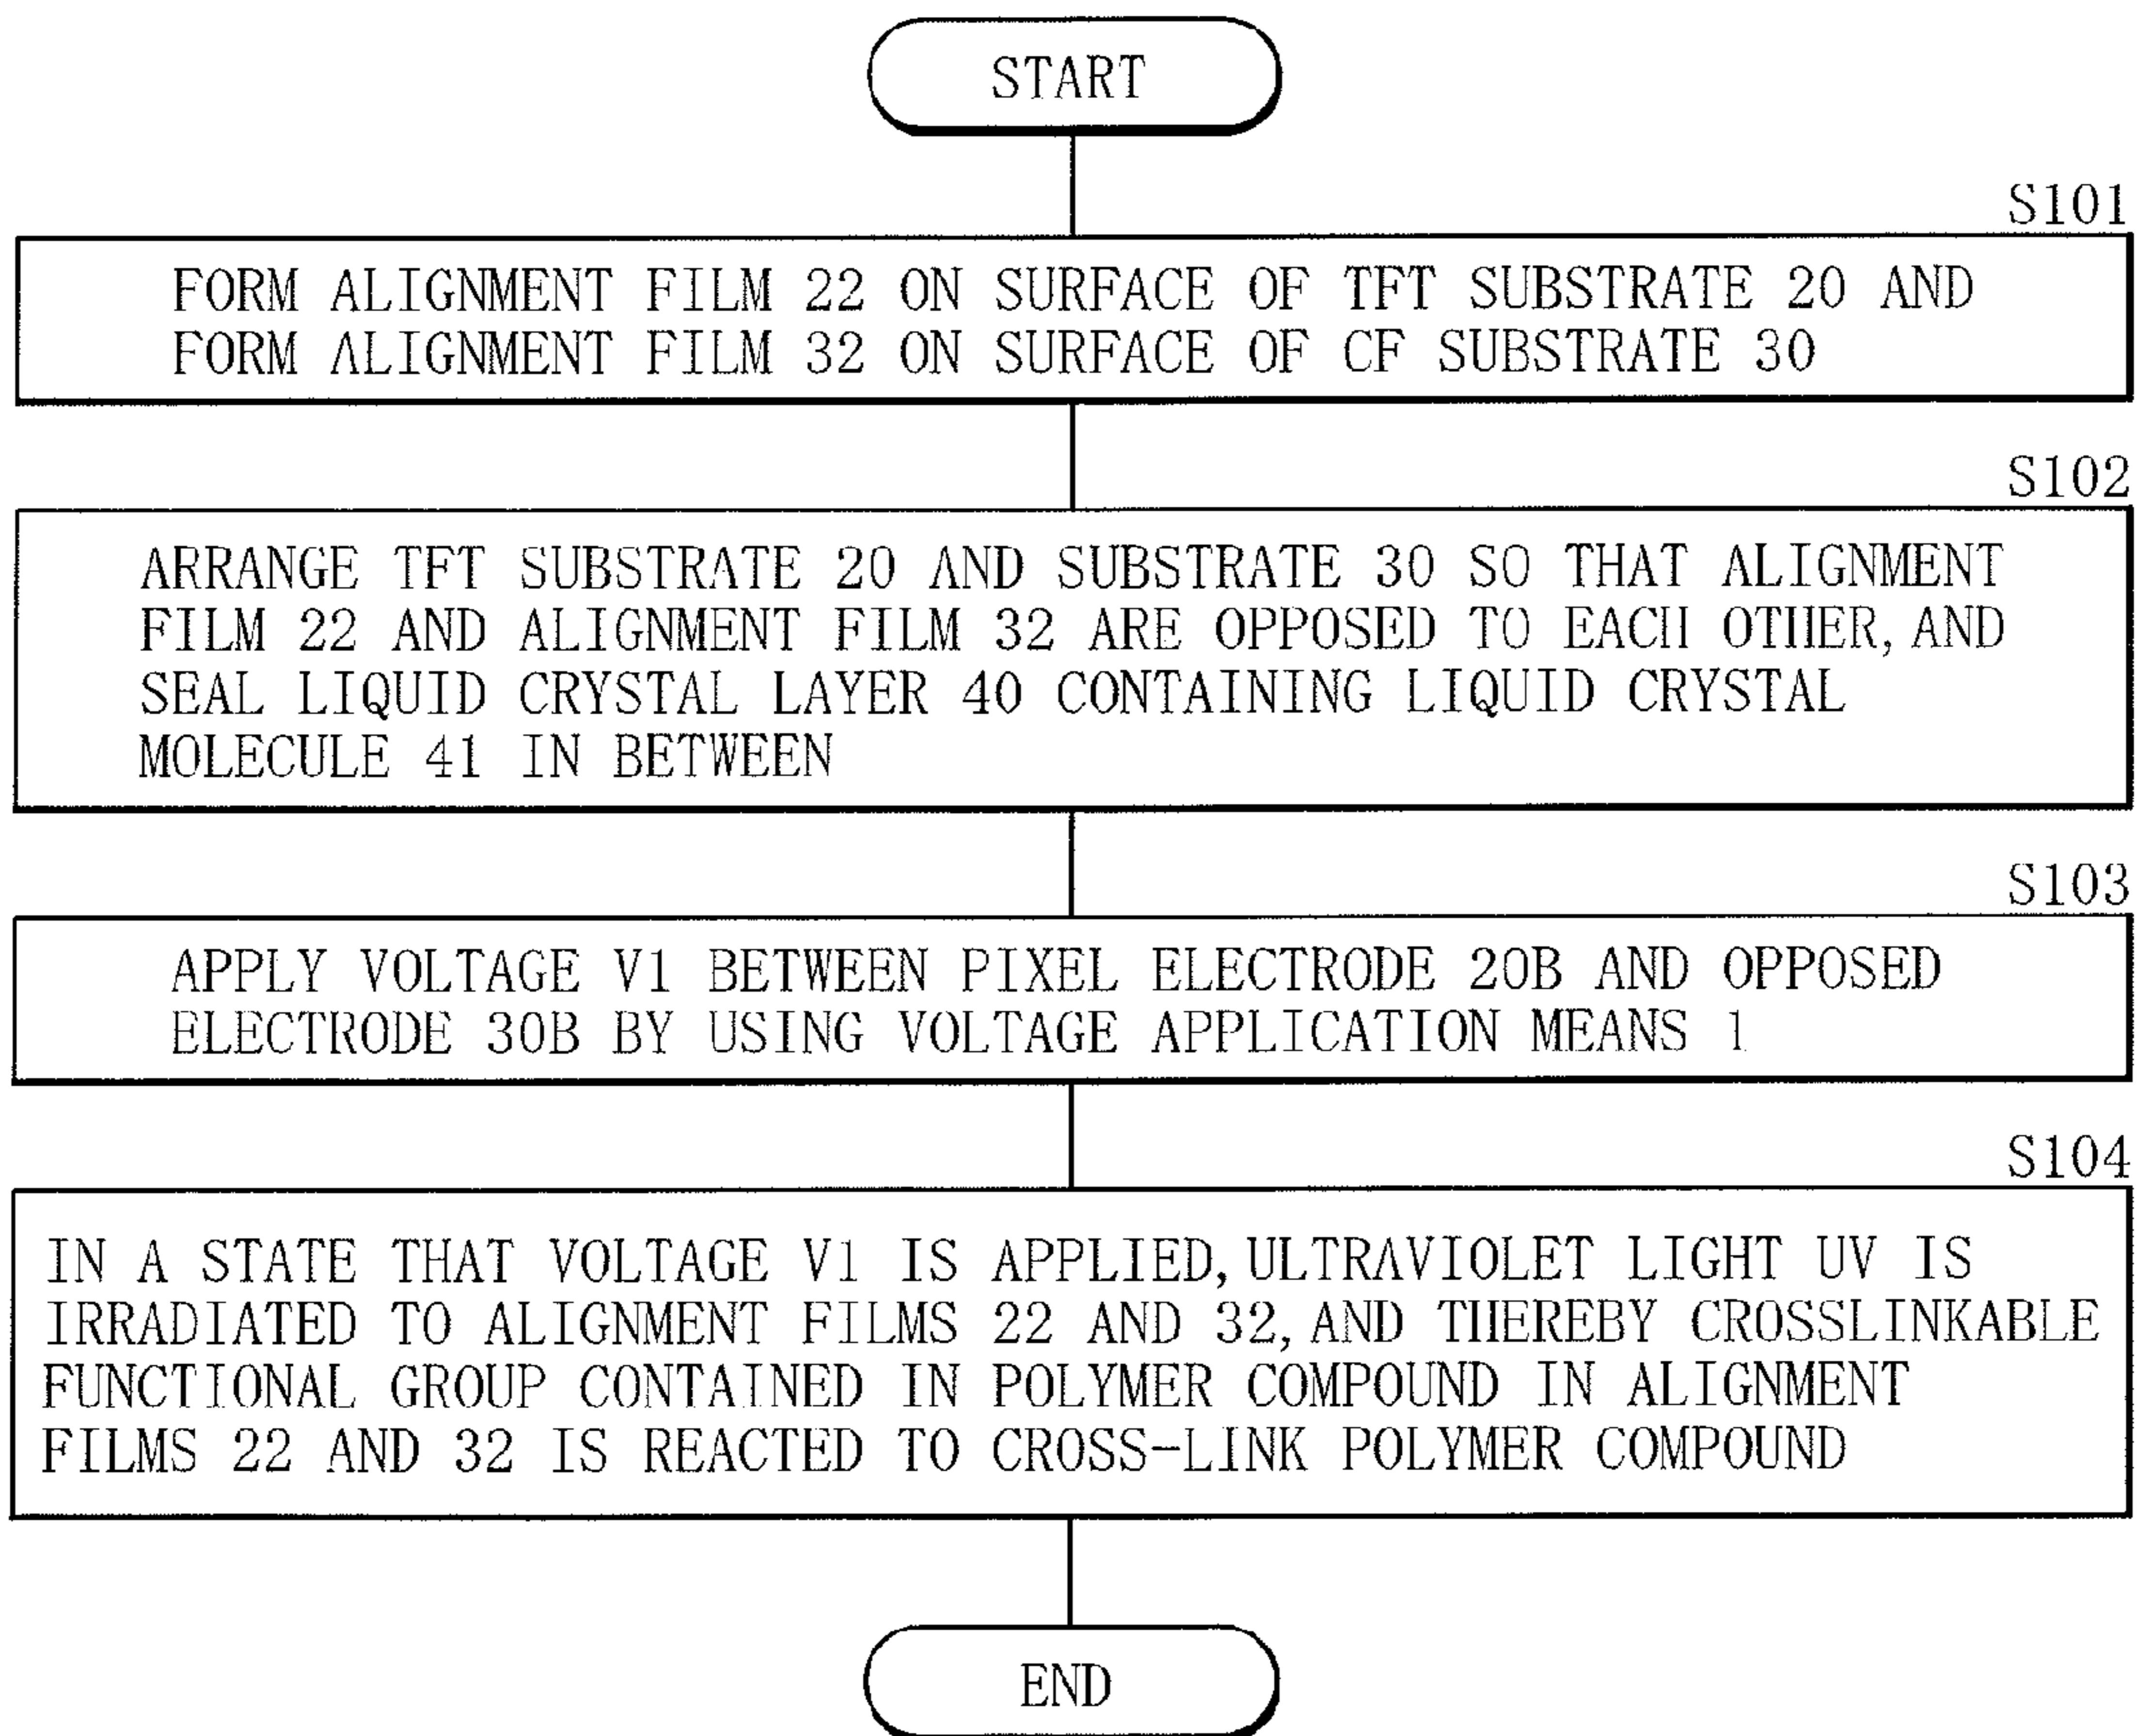 START
S101
FORM ALIGNMENT FILM 22 ON SURFACE OF TFT SUBSTRATE 20 AND
FORM ALIGNMENT FILM 32 ON SURFACE OF CF SUBSTRATE 30
S102
ARRANGE TFT SUBSTRATE 20 AND SUBSTRATE 30 SO THAT ALIGNMENT
FILM 22 AND ALIGNMENT FILM 32 ARE OPPOSED TO EACH OTHER, AND
SEAL LIQUID CRYSTAL LAYER 40 CONTAINING LIQUID CRYSTAL
MOLECULE 41 IN BETWEEN
S103
APPLY VOLTAGE V1 BETWEEN PIXEL ELECTRODE 20B AND OPPOSED
ELECTRODE 30B BY USING VOLTAGE APPLICATION MEANS 1
S104
IN A STATE THAT VOLTAGE V1 IS APPLIED, ULTRAVIOLET LIGHT UV IS
IRRADIATED TO ALIGNMENT FILMS 22 AND 32, AND THEREBY CROSSLINKABLE
FUNCTIONAL GROUP CONTAINED IN POLYMER COMPOUND IN ALIGNMENT
FILMS 22 AND 32 IS REACTED TO CROSS-LINK POLYMER COMPOUND
END